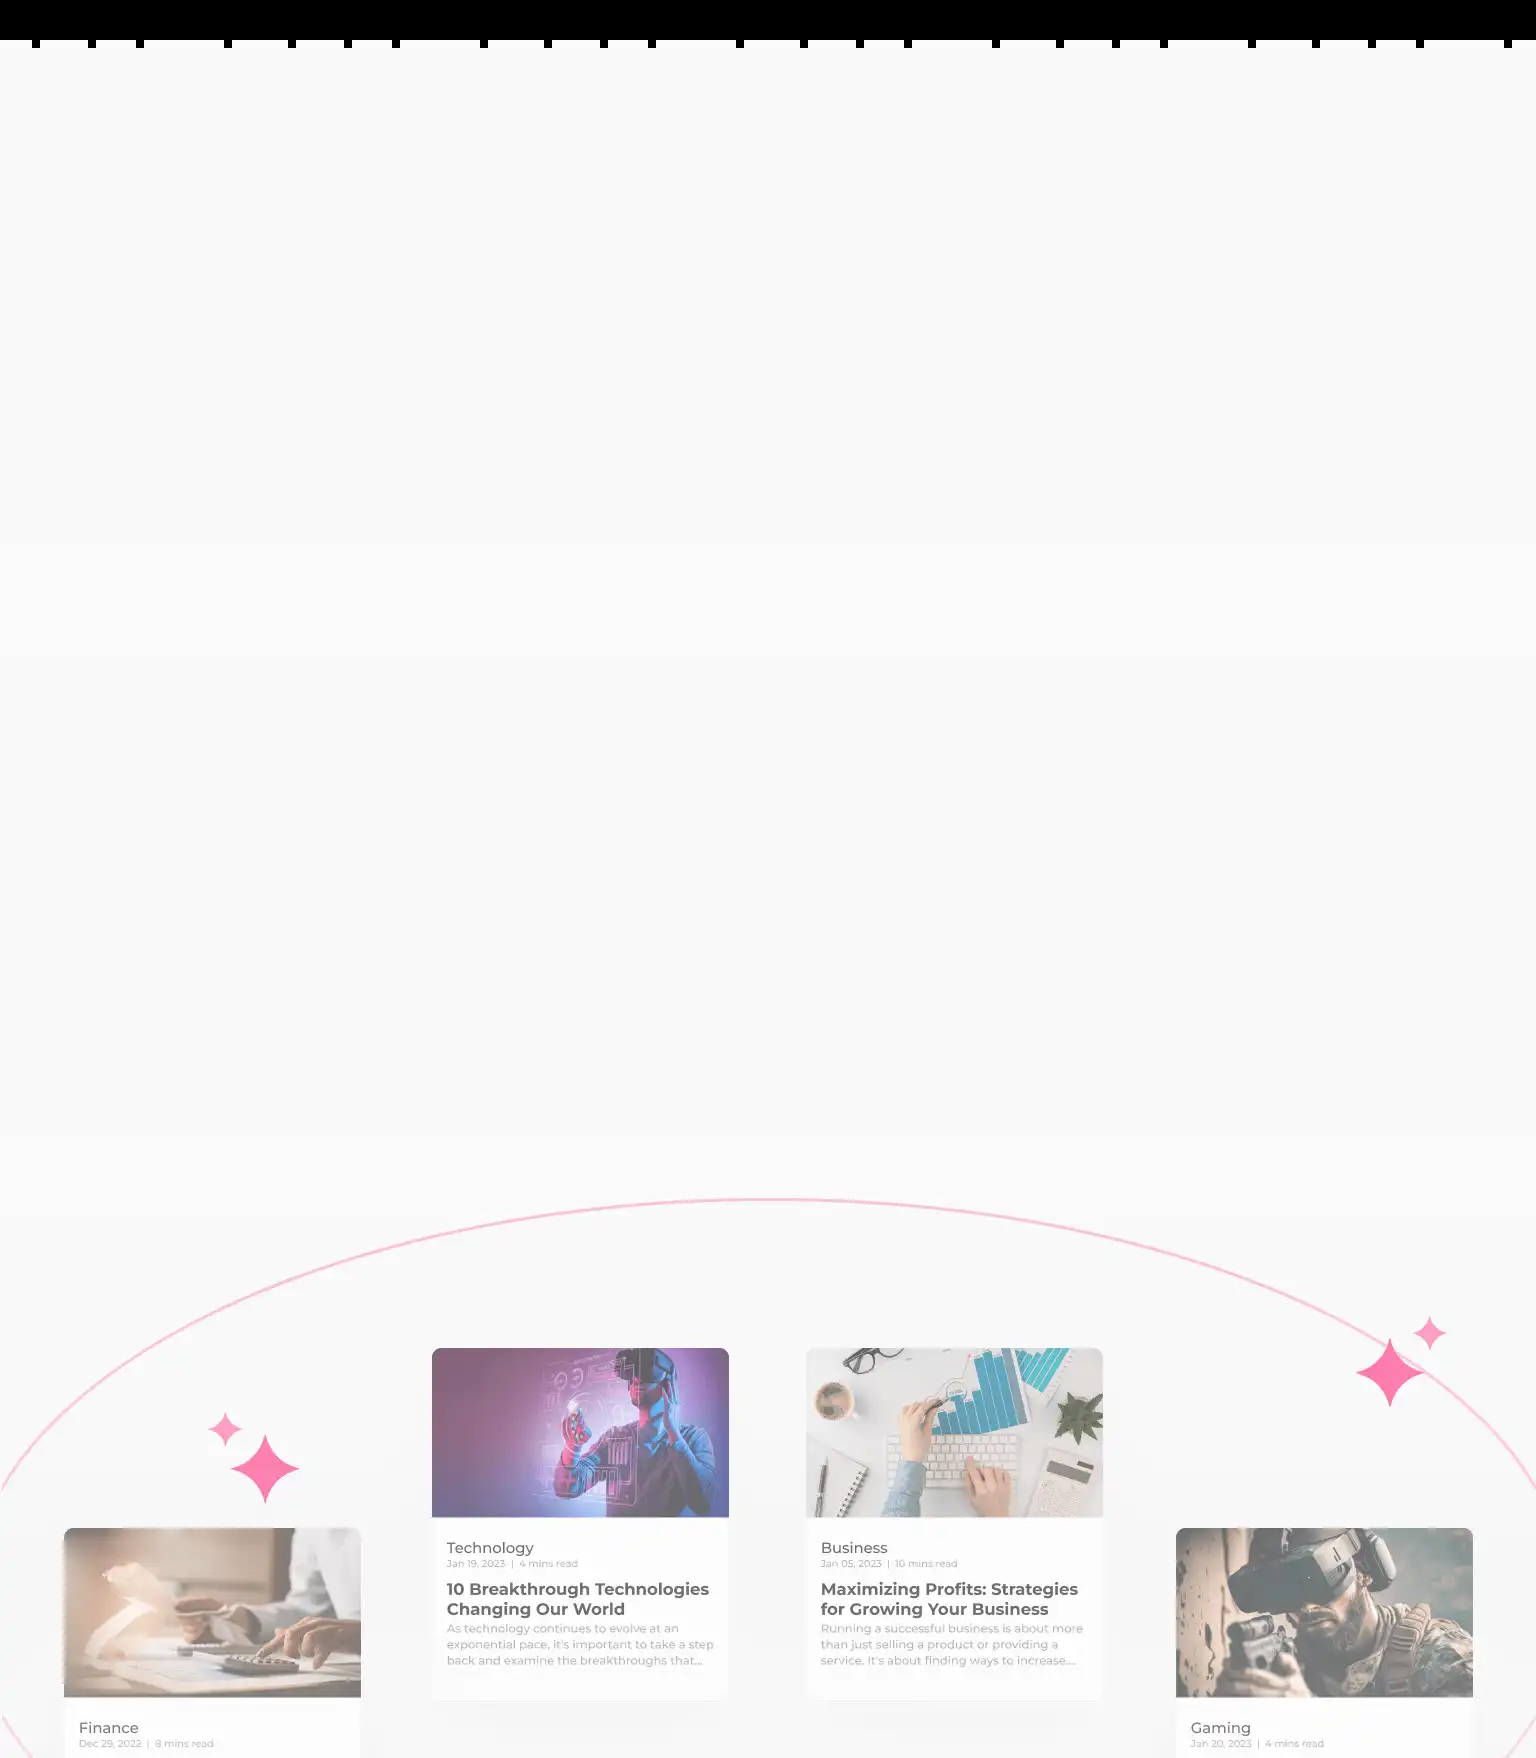 Technology
Jan 19, 2023 | 4 mins read
10 Breakthrough Technologies
Changing Our World
As technology continues to evolve at an
exponential pace, it's important to take a step
back and examine the breakthroughs that...
Business
Jan 05, 2023 | 10 mins read
Maximizing Profits: Strategies
for Growing Your Business
Running a successful business is about more
than just selling a product or providing a
service. It's about finding ways to increase....
Finance
Dec 29, 2022 | 8 mins read
Gaming
Jan 20, 2023 | 4 mins read